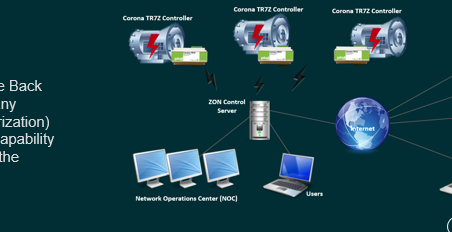 Corona TR7Z Controller
Corona TR7Z Controller
Corona TR7Z Controller
e Back
any
rization)
apability
the
ZON Control
Server
Internet
Network Operations Center (NOC)
Users